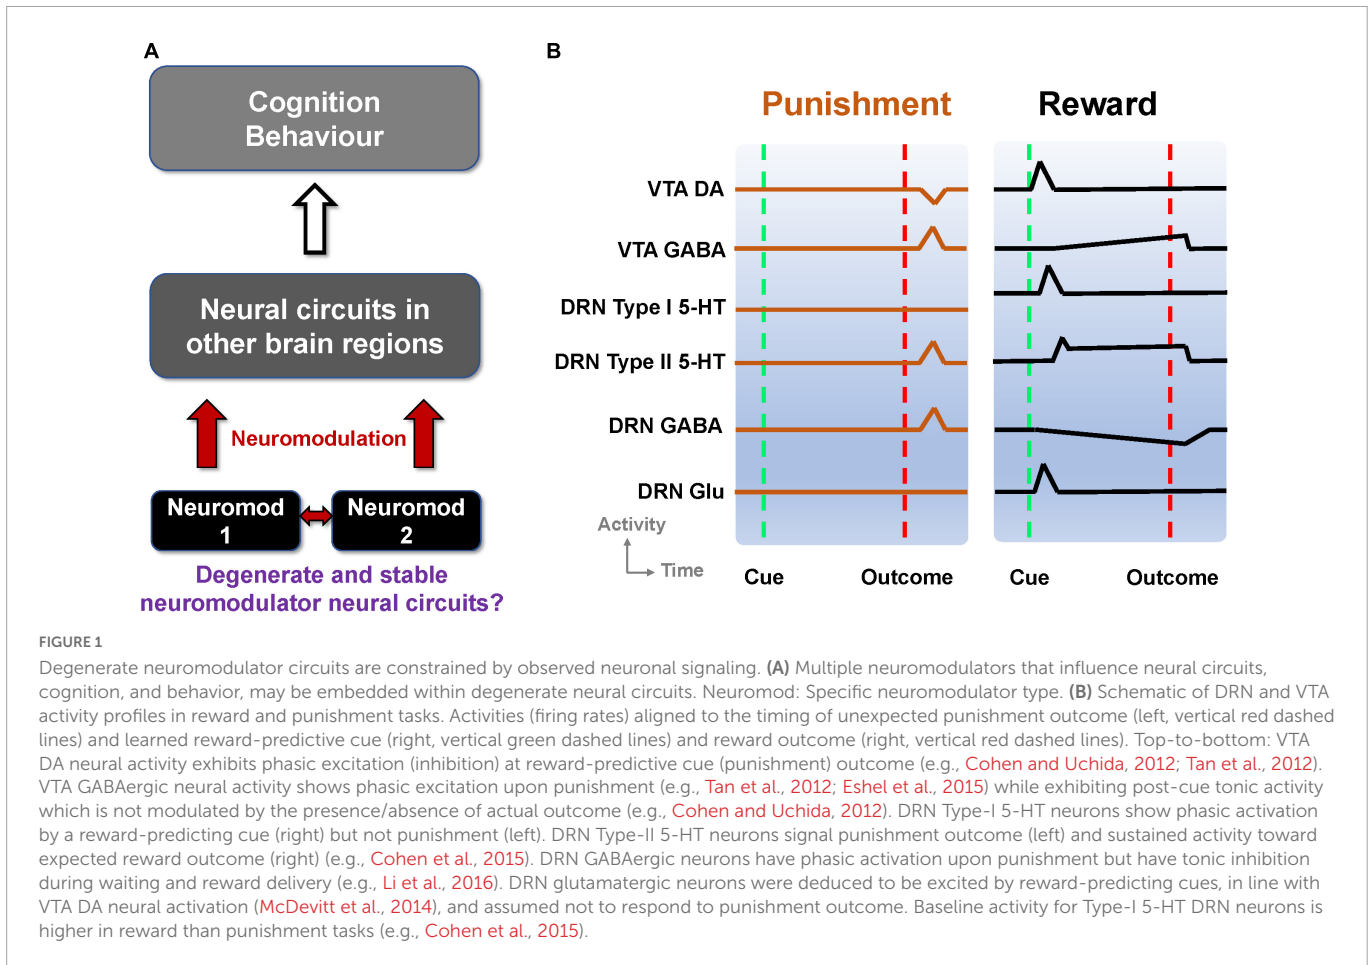 A
Cognition
Behaviour
Neural circuits in
other brain regions
Neuromodulation
Neuromod
1
Neuromod
2
Degenerate and stable
neuromodulator neural circuits?
B
Punishment
Reward
VTA DA
VTA GABA
DRN Type I 5-HT
DRN Type II 5-HT
DRN GABA
DRN Glu
Activity
Time
Cue
Outcome
Cue
Outcome
FIGURE 1
Degenerate neuromodulator circuits are constrained by observed neuronal signaling. (A) Multiple neuromodulators that influence neural circuits,
cognition, and behavior, may be embedded within degenerate neural circuits. Neuromod: Specific neuromodulator type. (B) Schematic of DRN and VTA
activity profiles in reward and punishment tasks. Activities (firing rates) aligned to the timing of unexpected punishment outcome (left, vertical red dashed
lines) and learned reward-predictive cue (right, vertical green dashed lines) and reward outcome (right, vertical red dashed lines). Top-to-bottom: VTA
DA neural activity exhibits phasic excitation (inhibition) at reward-predictive cue (punishment) outcome (e.g., Cohen and Uchida, 2012; Tan et al., 2012).
VTA GABAergic neural activity shows phasic excitation upon punishment (e.g., Tan et al., 2012; Eshel et al., 2015) while exhibiting post-cue tonic activity
which is not modulated by the presence/absence of actual outcome (e.g., Cohen and Uchida, 2012). DRN Type-I 5-HT neurons show phasic activation
by a reward-predicting cue (right) but not punishment (left). DRN Type-II 5-HT neurons signal punishment outcome (left) and sustained activity toward
expected reward outcome (right) (e.g., Cohen et al., 2015). DRN GABAergic neurons have phasic activation upon punishment but have tonic inhibition
during waiting and reward delivery (e.g., Li et al., 2016). DRN glutamatergic neurons were deduced to be excited by reward-predicting cues, in line with
VTA DA neural activation (McDevitt et al., 2014), and assumed not to respond to punishment outcome. Baseline activity for Type-I 5-HT DRN neurons is
higher in reward than punishment tasks (e.g., Cohen et al., 2015).